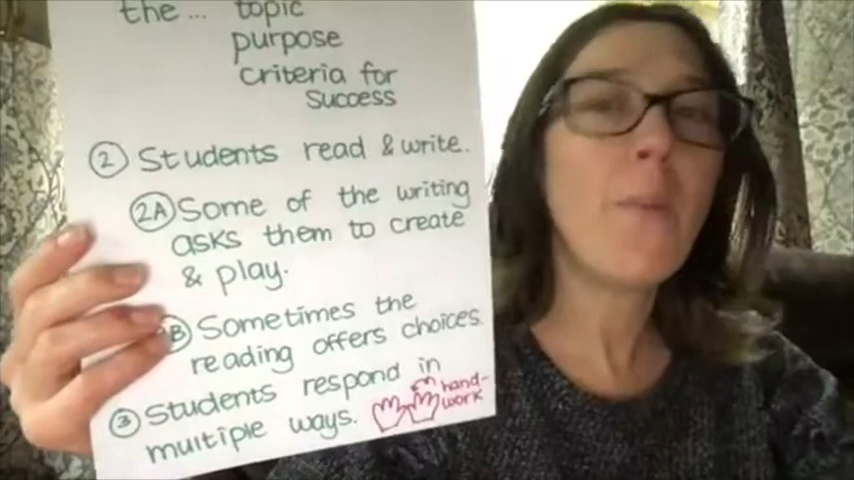 the ... topic
purpose
criteria for
success
2 Students read & write.
2A Some of the writing
asks them to create
& play.
B Sometimes the
reading offers choices.
3 Students respond in
multiple ways. hand-
work